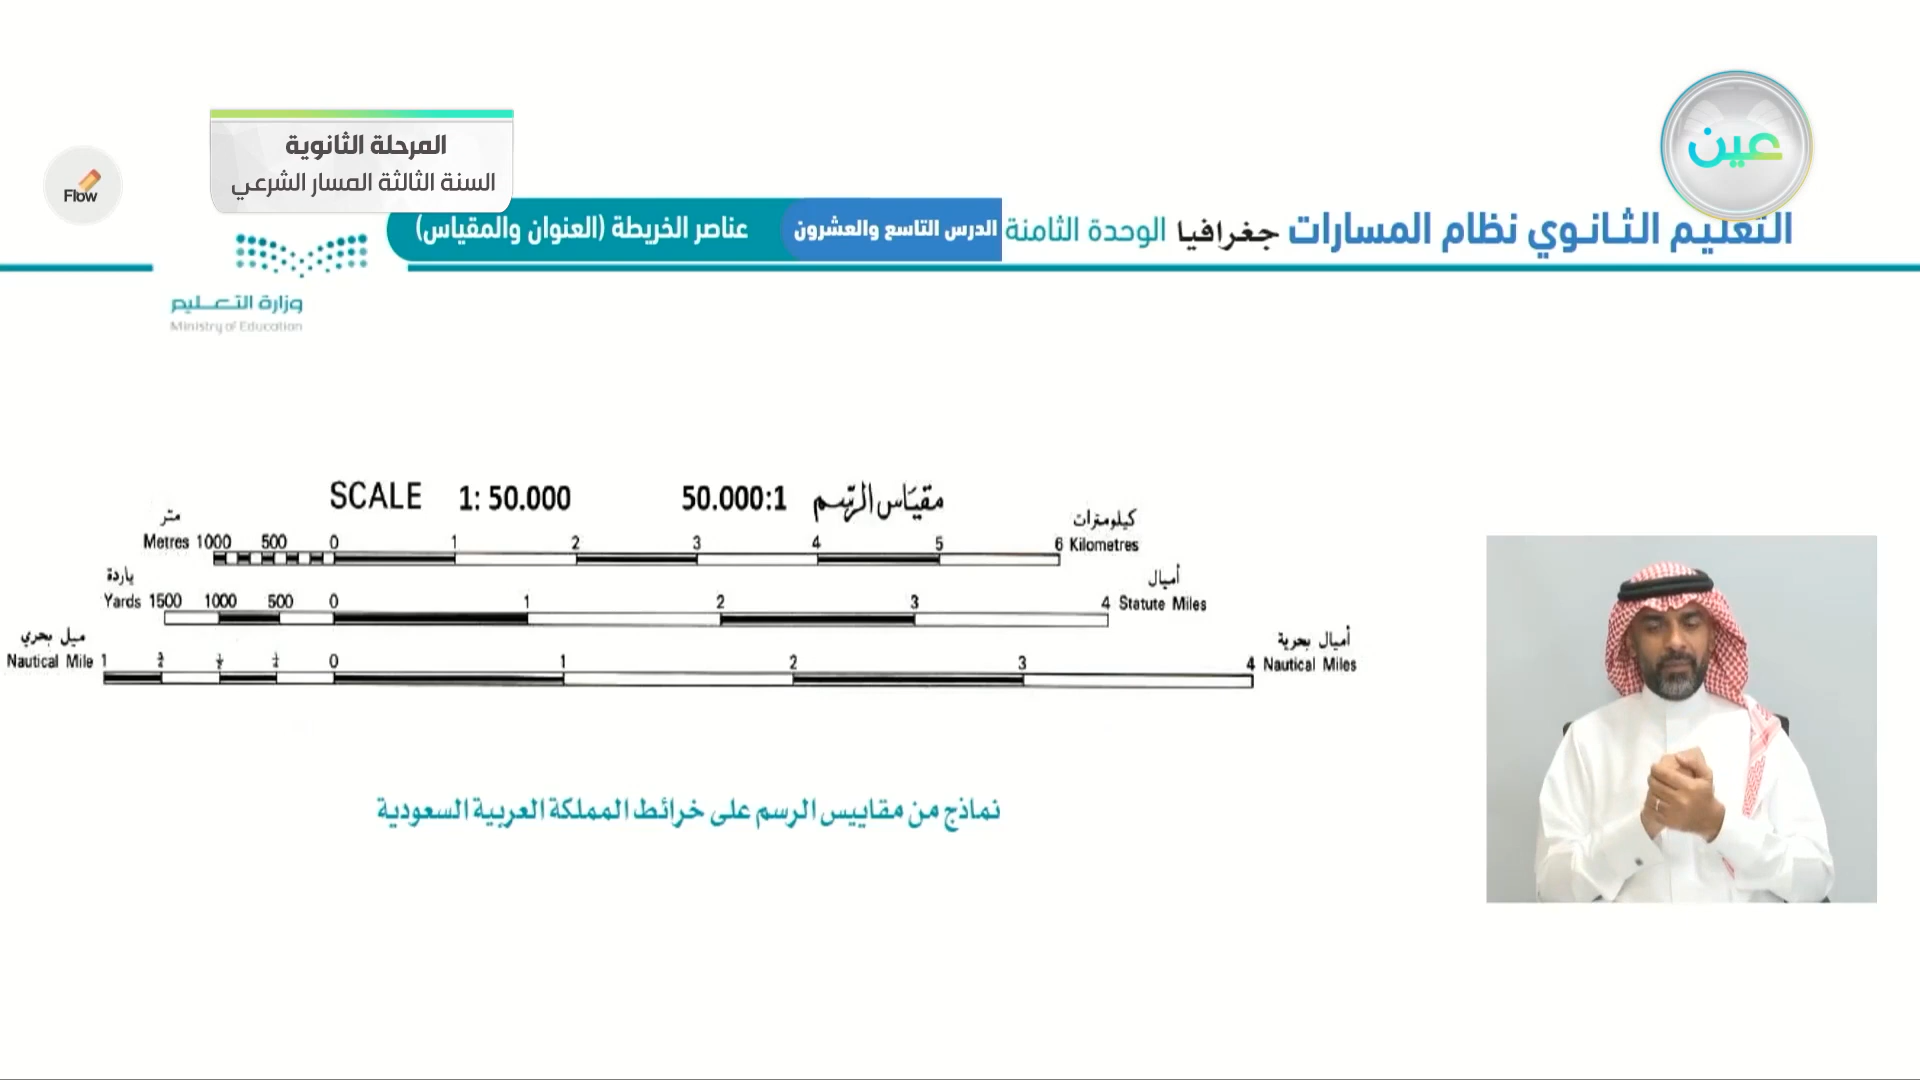 عين
المرحلة الثانوية
السنة الثالثة المسار الشرعي
Flow
التعليم الثانوي نظام المسارات جغرافيا الوحدة الثامنة الدرس التاسع والعشرون عناصر الخريطة (العنوان والمقياس)
وزارة التعليم
Ministry of Education
SCALE 1: 50.000 50.000:1 مقياس الرسم
متر كيلومترات
Metres 1000 500 0 1 2 3 4 5 6 Kilometres
ياردة أميال
Yards 1500 1000 500 0 1 2 3 4 Statute Miles
ميل بحري أميال بحرية
Nautical Mile 1 ½ ¼ 0 1 2 3 4 Nautical Miles
نماذج من مقاييس الرسم على خرائط المملكة العربية السعودية